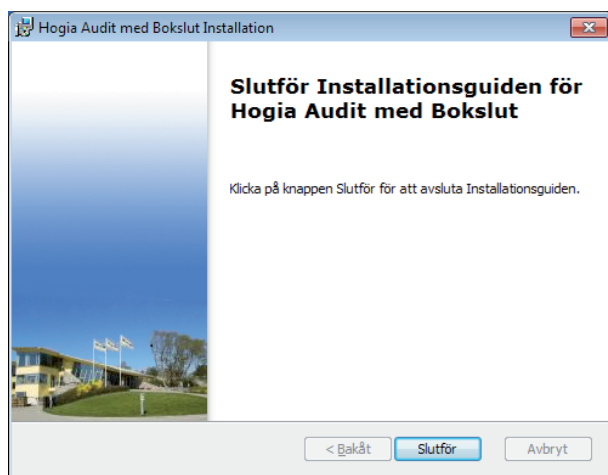 Hogia Audit med Bokslut Installation
Slutför Installationsguiden för
Hogia Audit med Bokslut
Klicka på knappen Slutför för att avsluta Installationsguiden.
< Bakåt
Slutför
Avbryt